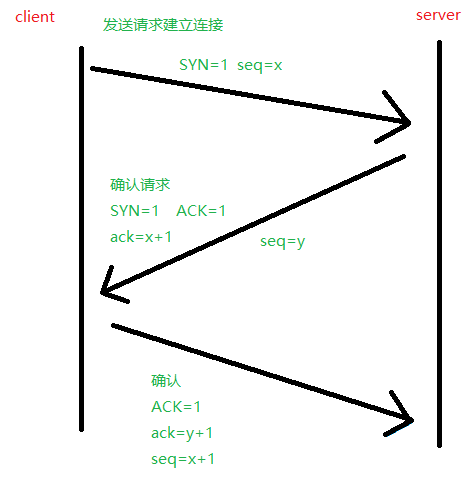 client
server
发送请求建立连接
SYN=1  seq=x
确认请求
SYN=1    ACK=1
ack=x+1
seq=y
确认
ACK=1
ack=y+1
seq=x+1